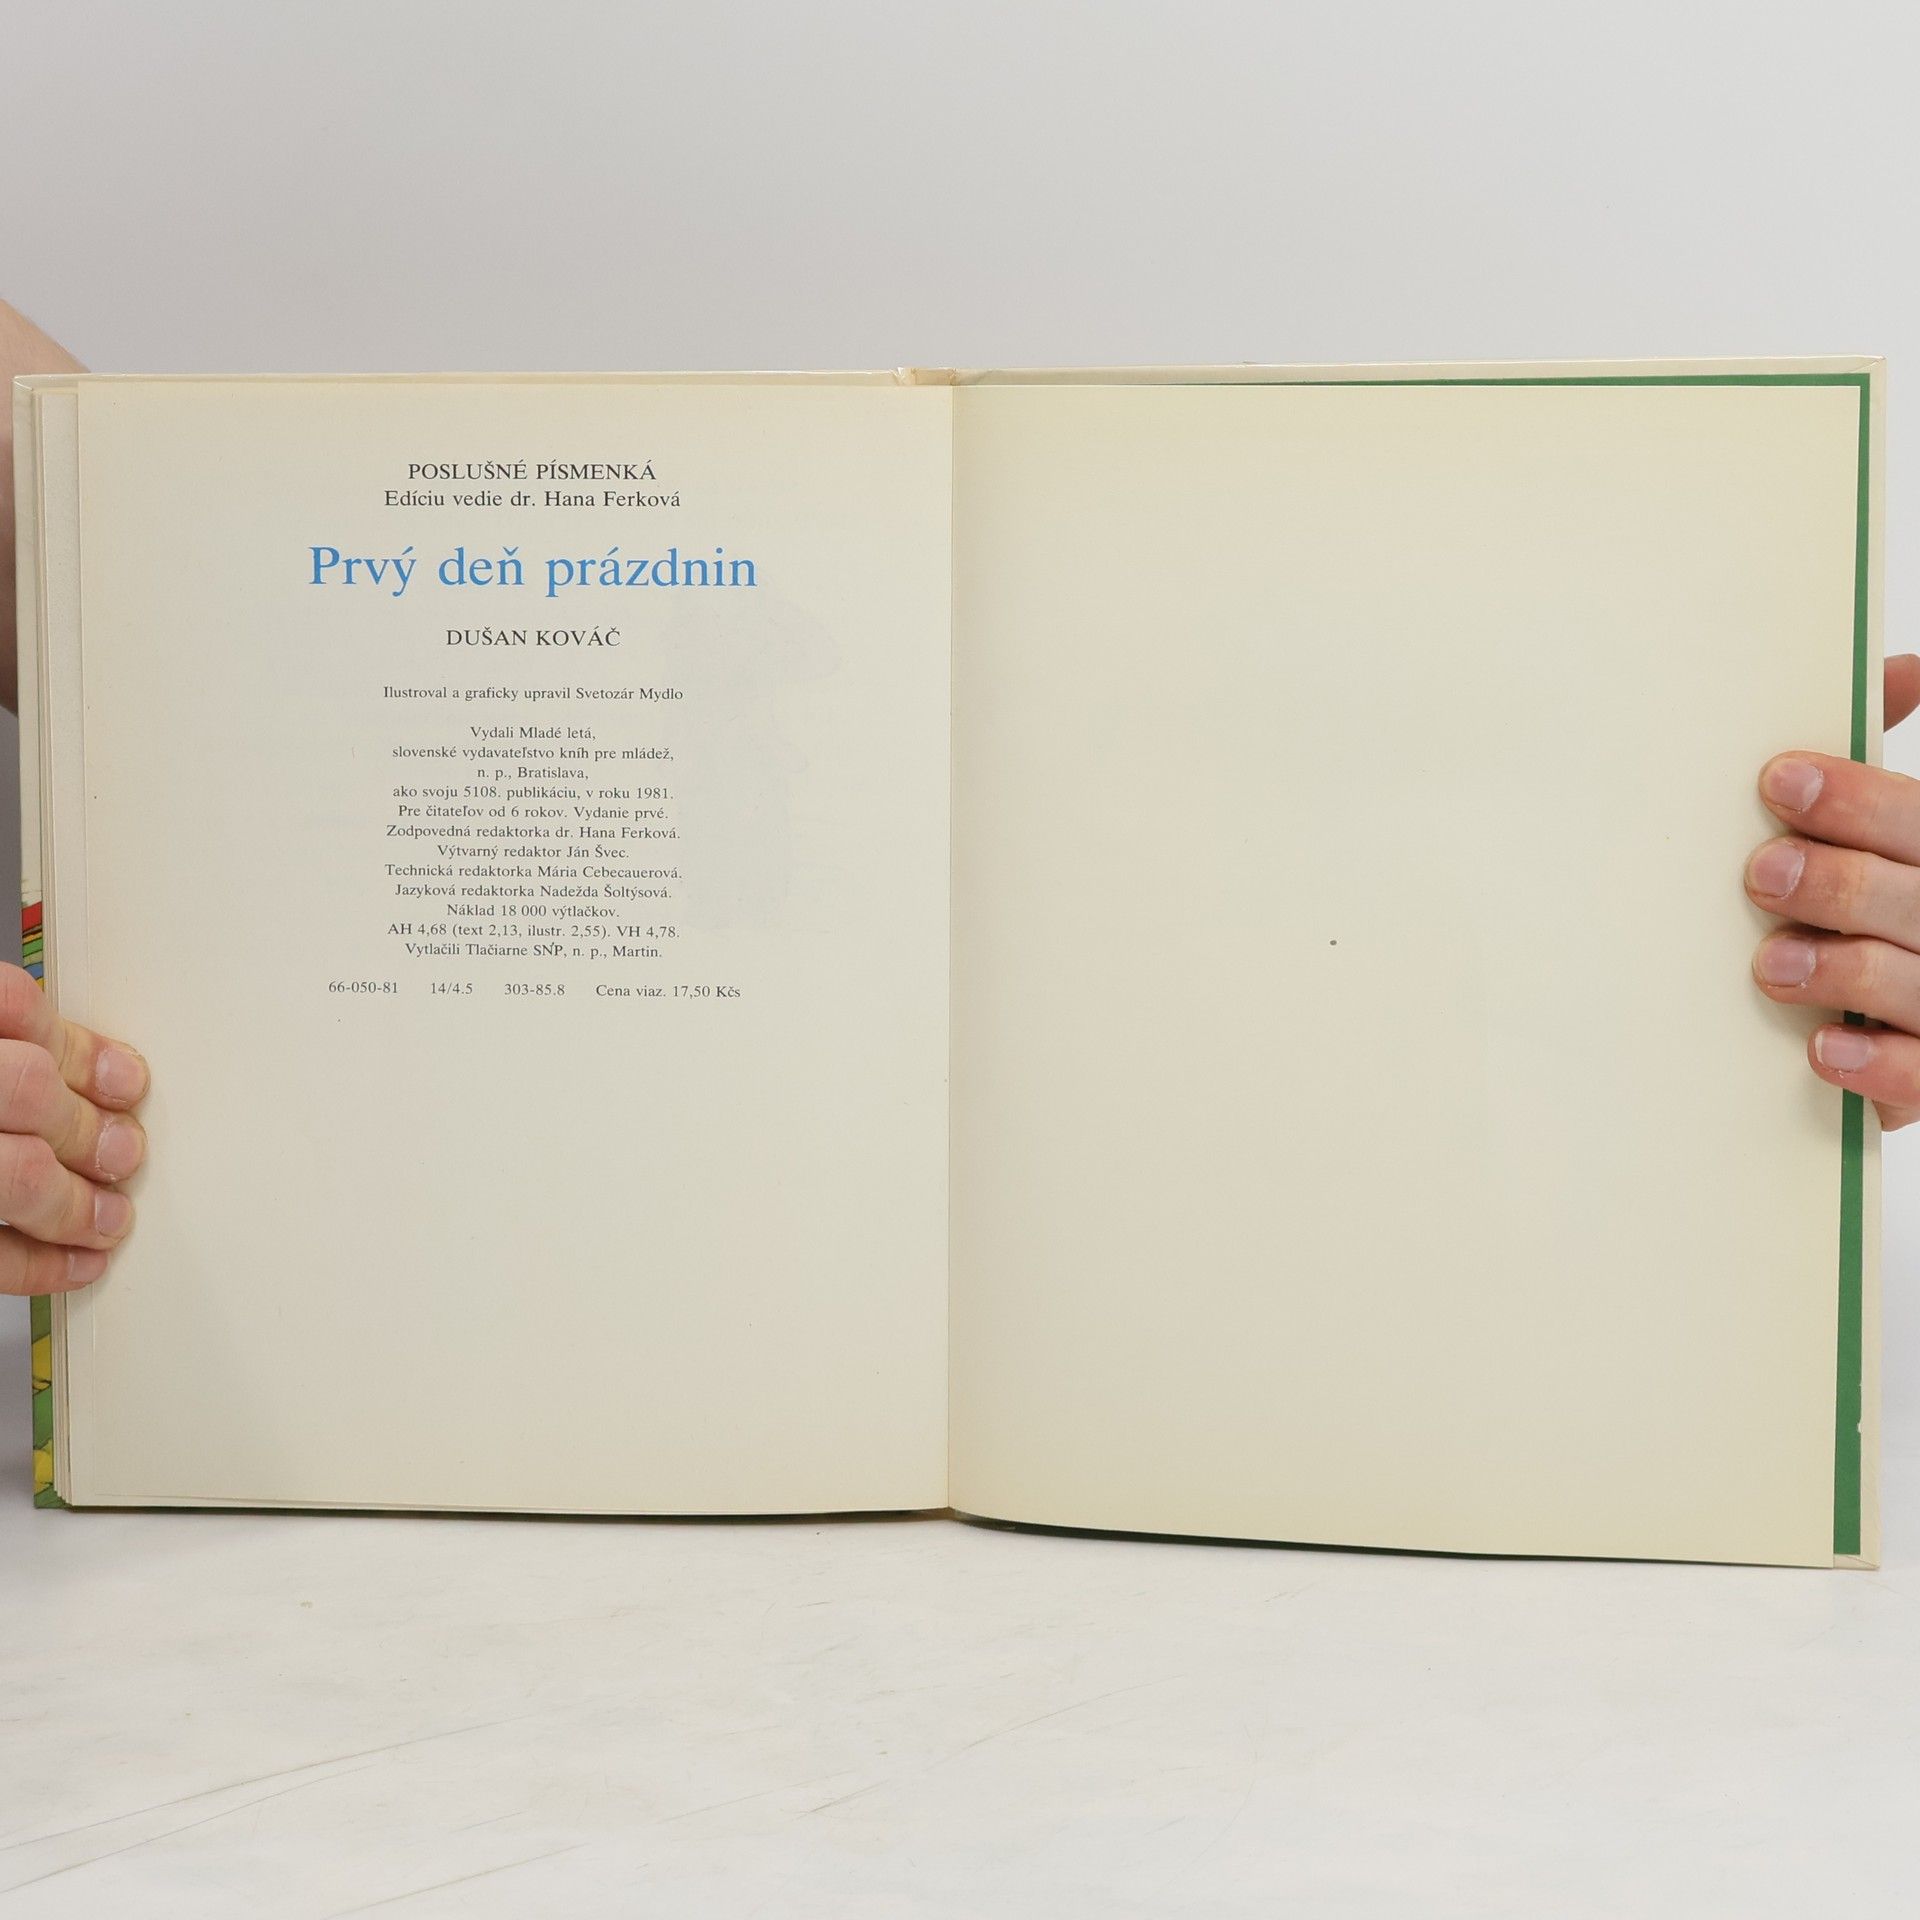 POSLUŠNÉ PÍSMENKÁ
Edíciu vedie dr. Hana Ferková
Prvý deň prázdnin
DUŠAN KOVÁČ
Ilustroval a graficky upravil Svetozár Mydlo
Vydali Mladé letá,
slovenské vydavateľstvo kníh pre mládež,
n. p., Bratislava,
ako svoju 5108. publikáciu, v roku 1981.
Pre čitateľov od 6 rokov. Vydanie prvé.
Zodpovedná redaktorka dr. Hana Ferková.
Výtvarný redaktor Ján Švec.
Technická redaktorka Mária Cebecauerová.
Jazyková redaktorka Nadežda Šoltýsová.
Náklad 18 000 výtlačkov.
AH 4,68 (text 2,13, ilustr. 2,55). VH 4,78.
Vytlačili Tlačiarne SNP, n. p., Martin.
66-050-81 14/4.5 303-85.8 Cena viaz. 17,50 Kčs